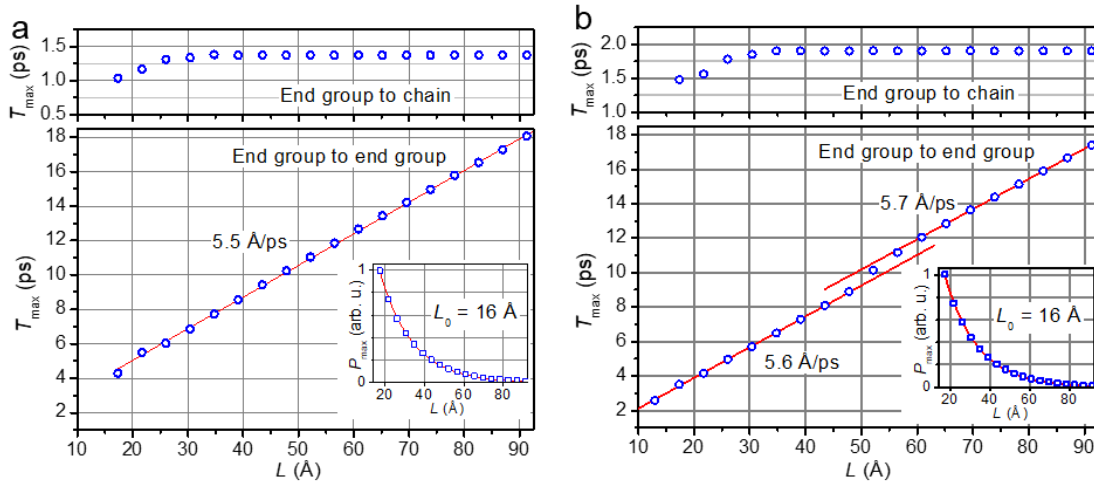 a
T_max (ps)
1.5
1.0
0.5
End group to chain
T_max (ps)
18
16
14
12
10
8
6
4
2
End group to end group
5.5 Å/ps
P_max (arb. u.)
1
0
L₀ = 16 Å
20 40 60 80
L (Å)
10 20 30 40 50 60 70 80 90
L (Å)
b
T_max (ps)
2.0
1.5
1.0
End group to chain
T_max (ps)
18
16
14
12
10
8
6
4
2
End group to end group
5.7 Å/ps
5.6 Å/ps
P_max (arb. u.)
1
0
L₀ = 16 Å
20 40 60 80
L (Å)
10 20 30 40 50 60 70 80 90
L (Å)